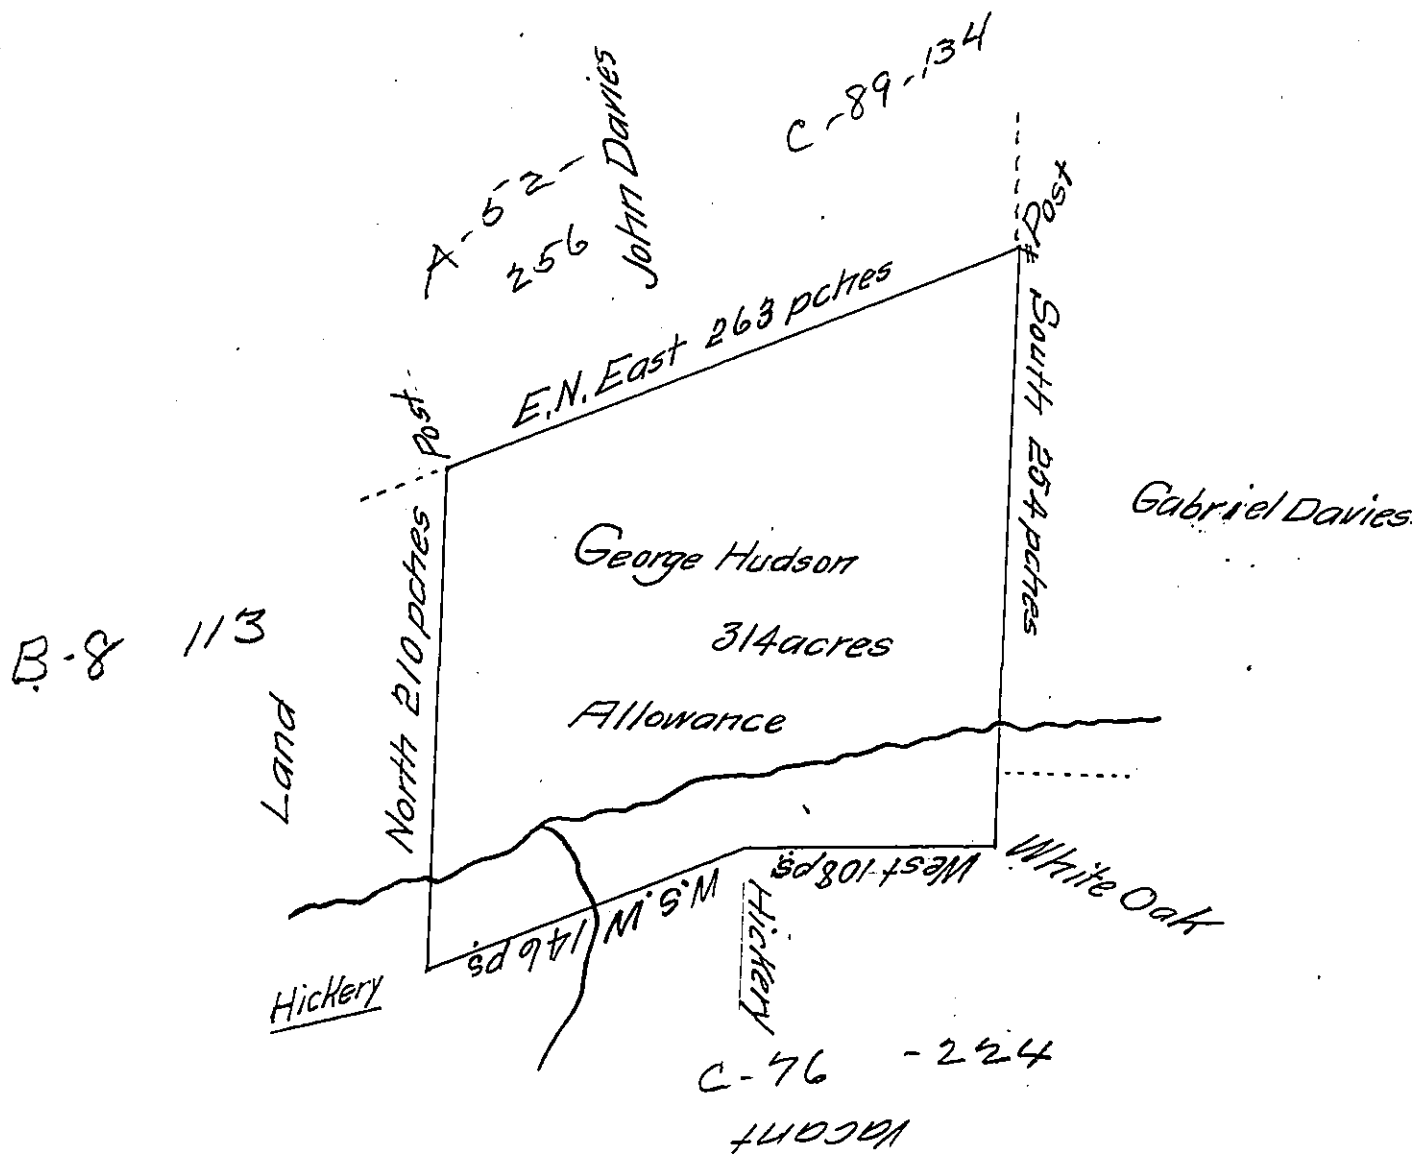 C-89-134
A-52-
256
John Davies
Post
E.N. East 263 pches
Post
South 254 pches
North 210 pches
George Hudson
314 acres
Allowance
Gabriel Davies
B-8 113
Land
West 108 ps
W.S.W 146 ps.
White Oak
Hickery
Hickery
C-76 -224
Vacant